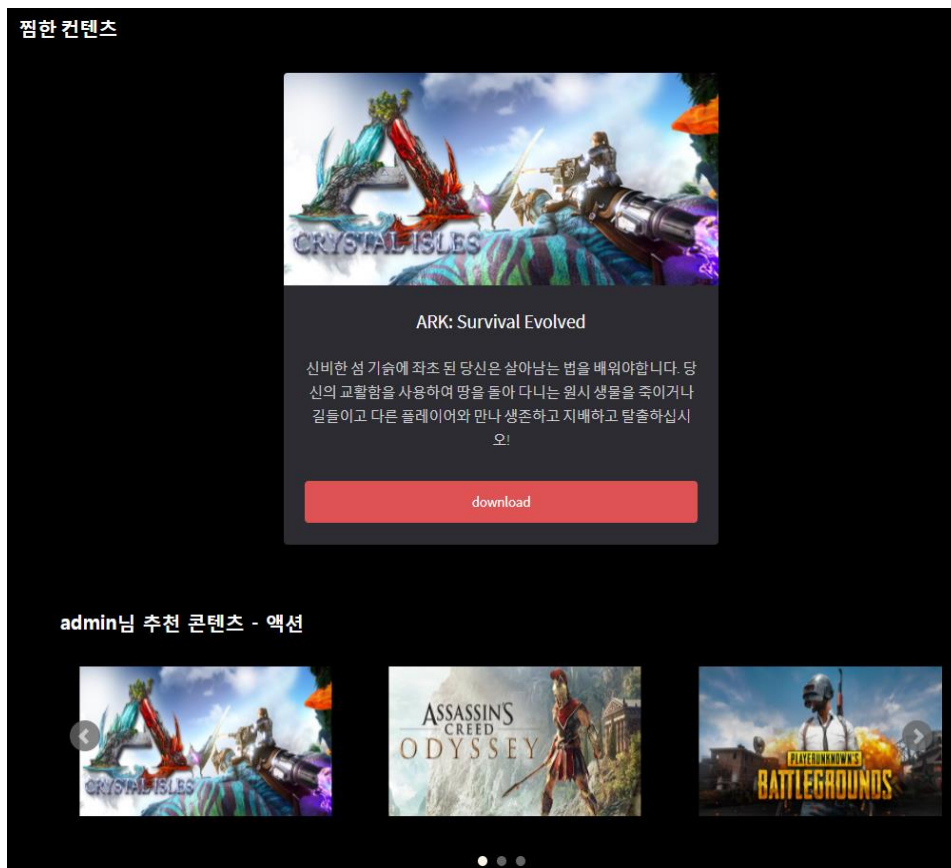 찜한 컨텐츠
CRYSTAL ISLES
ARK: Survival Evolved
신비한 섬 기슭에 좌초 된 당신은 살아남는 법을 배워야합니다. 당
신의 교활함을 사용하여 땅을 돌아 다니는 원시 생물을 죽이거나
길들이고 다른 플레이어와 만나 생존하고 지배하고 탈출하십시
오!
download
admin님 추천 콘텐츠 - 액션
CRYSTAL ISLES
ASSASSIN'S
CREED
ODYSSEY
PLAYERUNKNOWN'S
BATTLEGROUNDS